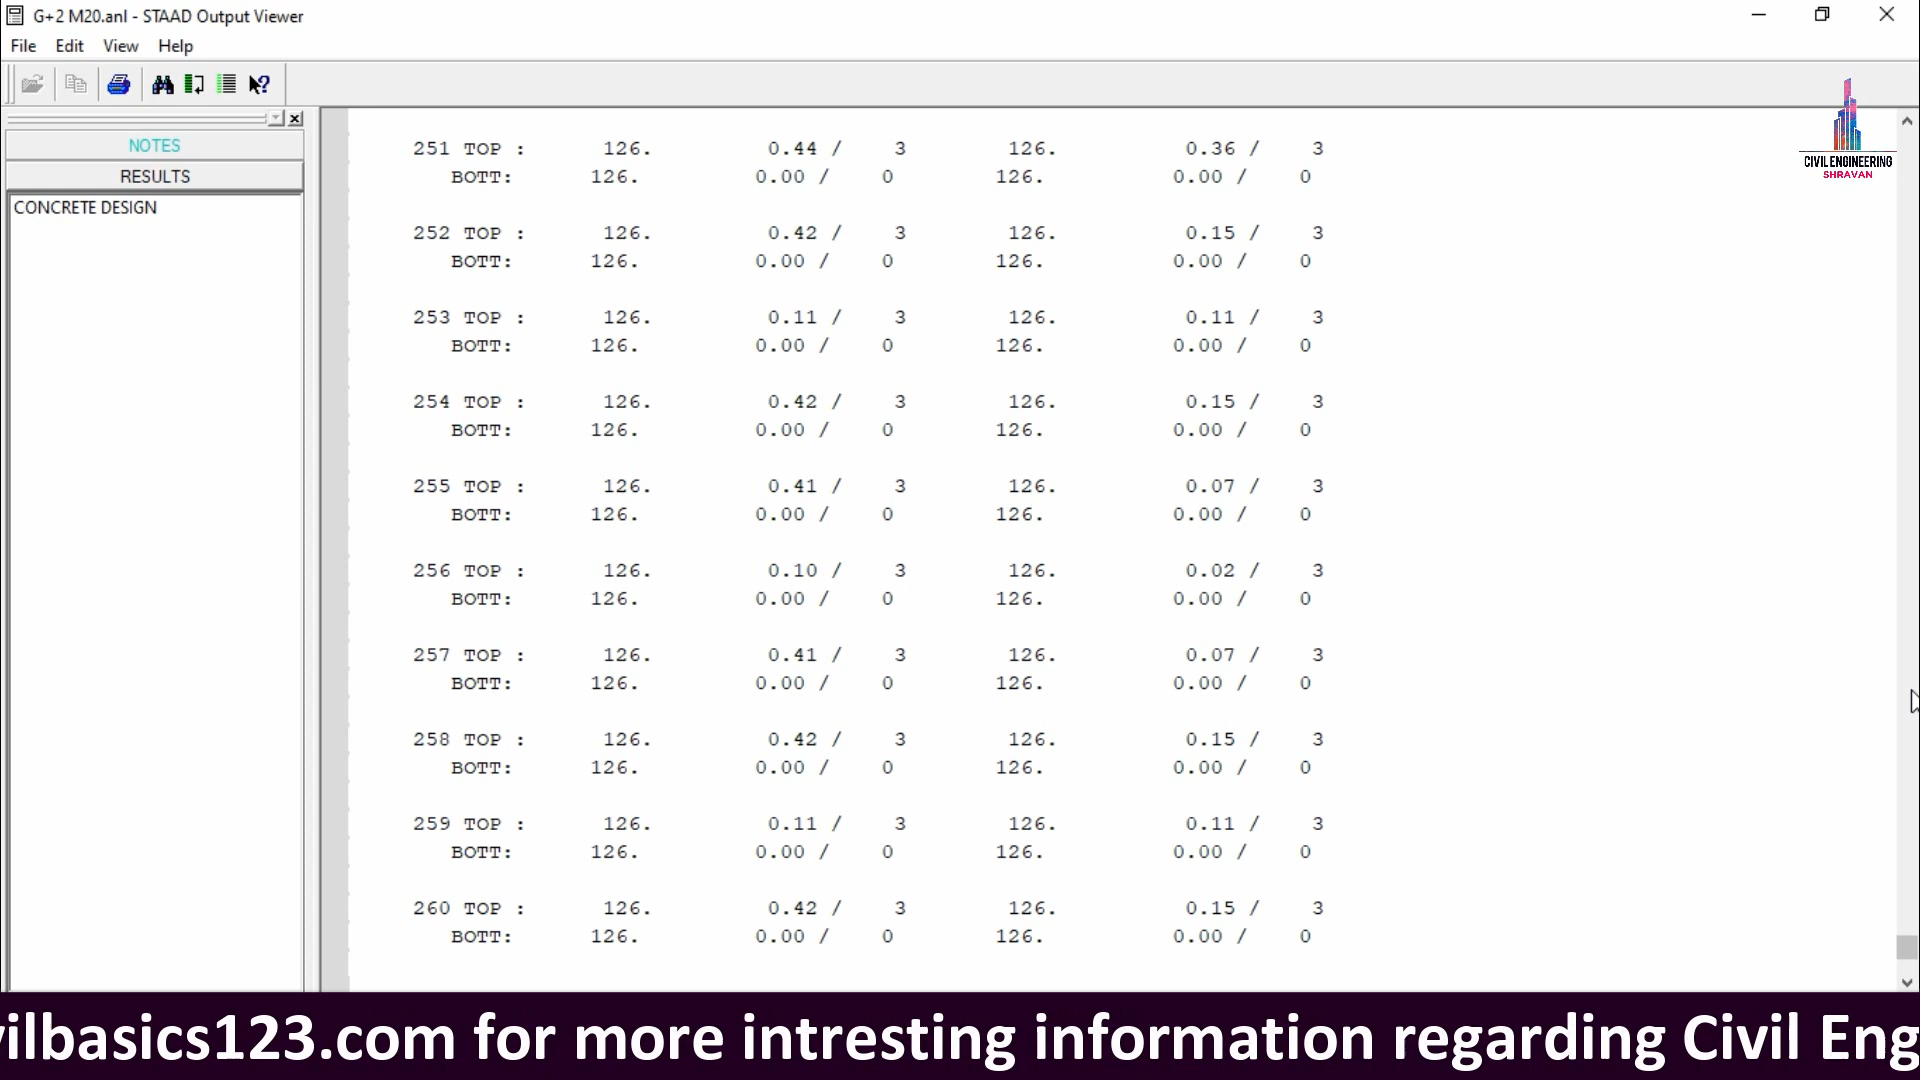 G+2 M20.anl - STAAD Output Viewer
File Edit View Help
NOTES
RESULTS
CONCRETE DESIGN
CIVIL ENGINEERING
SHRAVAN
251 TOP : 126. 0.44 / 3 126. 0.36 / 3
BOTT: 126. 0.00 / 0 126. 0.00 / 0
252 TOP : 126. 0.42 / 3 126. 0.15 / 3
BOTT: 126. 0.00 / 0 126. 0.00 / 0
253 TOP : 126. 0.11 / 3 126. 0.11 / 3
BOTT: 126. 0.00 / 0 126. 0.00 / 0
254 TOP : 126. 0.42 / 3 126. 0.15 / 3
BOTT: 126. 0.00 / 0 126. 0.00 / 0
255 TOP : 126. 0.41 / 3 126. 0.07 / 3
BOTT: 126. 0.00 / 0 126. 0.00 / 0
256 TOP : 126. 0.10 / 3 126. 0.02 / 3
BOTT: 126. 0.00 / 0 126. 0.00 / 0
257 TOP : 126. 0.41 / 3 126. 0.07 / 3
BOTT: 126. 0.00 / 0 126. 0.00 / 0
258 TOP : 126. 0.42 / 3 126. 0.15 / 3
BOTT: 126. 0.00 / 0 126. 0.00 / 0
259 TOP : 126. 0.11 / 3 126. 0.11 / 3
BOTT: 126. 0.00 / 0 126. 0.00 / 0
260 TOP : 126. 0.42 / 3 126. 0.15 / 3
BOTT: 126. 0.00 / 0 126. 0.00 / 0
vilbasics123.com for more intresting information regarding Civil Eng